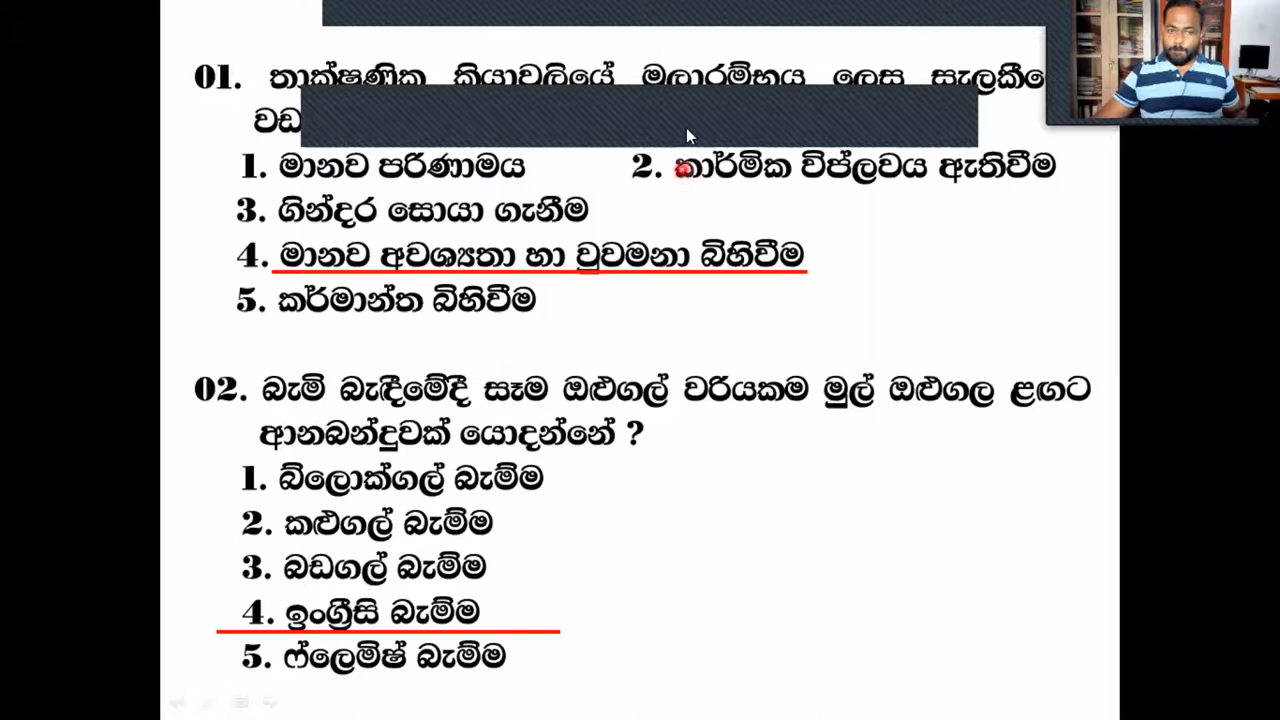 01. තාක්ෂණික ක්‍රියාවලියේ මූලාරම්භය ලෙස
1. මානව පරිණාමය 2. කාර්මික විප්ලවය ඇතිවීම
3. ගින්දර සොයා ගැනීම
4. මානව අවශ්‍යතා හා වුවමනා බිහිවීම
5. කර්මාන්ත බිහිවීම
02. බැමි බැඳීමේදී සෑම ඔළුගල් වරියකම මුල් ඔළුගල ළඟට
ආනබන්දුවක් යොදන්නේ ?
1. බ්ලොක්ගල් බැම්ම
2. කළුගල් බැම්ම
3. බඩගල් බැම්ම
4. ඉංග්‍රීසි බැම්ම
5. ෆ්ලෙමිෂ් බැම්ම